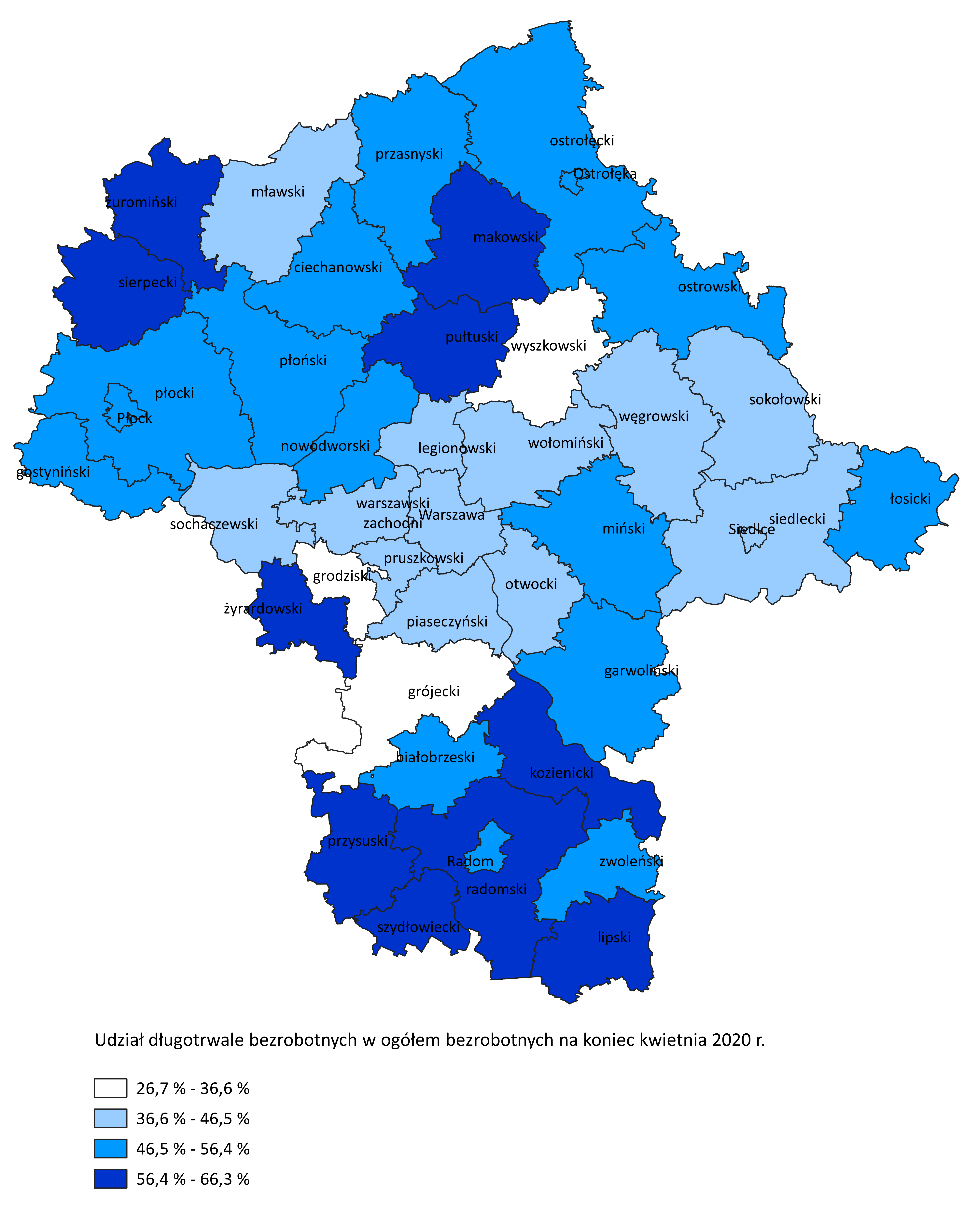 ostrołęcki
przasnyski
Ostrołęka
mławski
żuromiński
makowski
ciechanowski
sierpecki
ostrowski
pułtuski
wyszkowski
płoński
płocki
sokołowski
Płock
węgrowski
nowodworski
legionowski
wołomiński
gostyniński
łosicki
warszawski
zachodni
Warszawa
siedlecki
sochaczewski
miński
Siedlce
pruszkowski
grodziski
otwocki
żyrardowski
piaseczyński
garwoliński
grójecki
białobrzeski
kozienicki
przysuski
Radom
zwoleński
radomski
szydłowiecki
lipski
Udział długotrwale bezrobotnych w ogółem bezrobotnych na koniec kwietnia 2020 r.
26,7 % - 36,6 %
36,6 % - 46,5 %
46,5 % - 56,4 %
56,4 % - 66,3 %